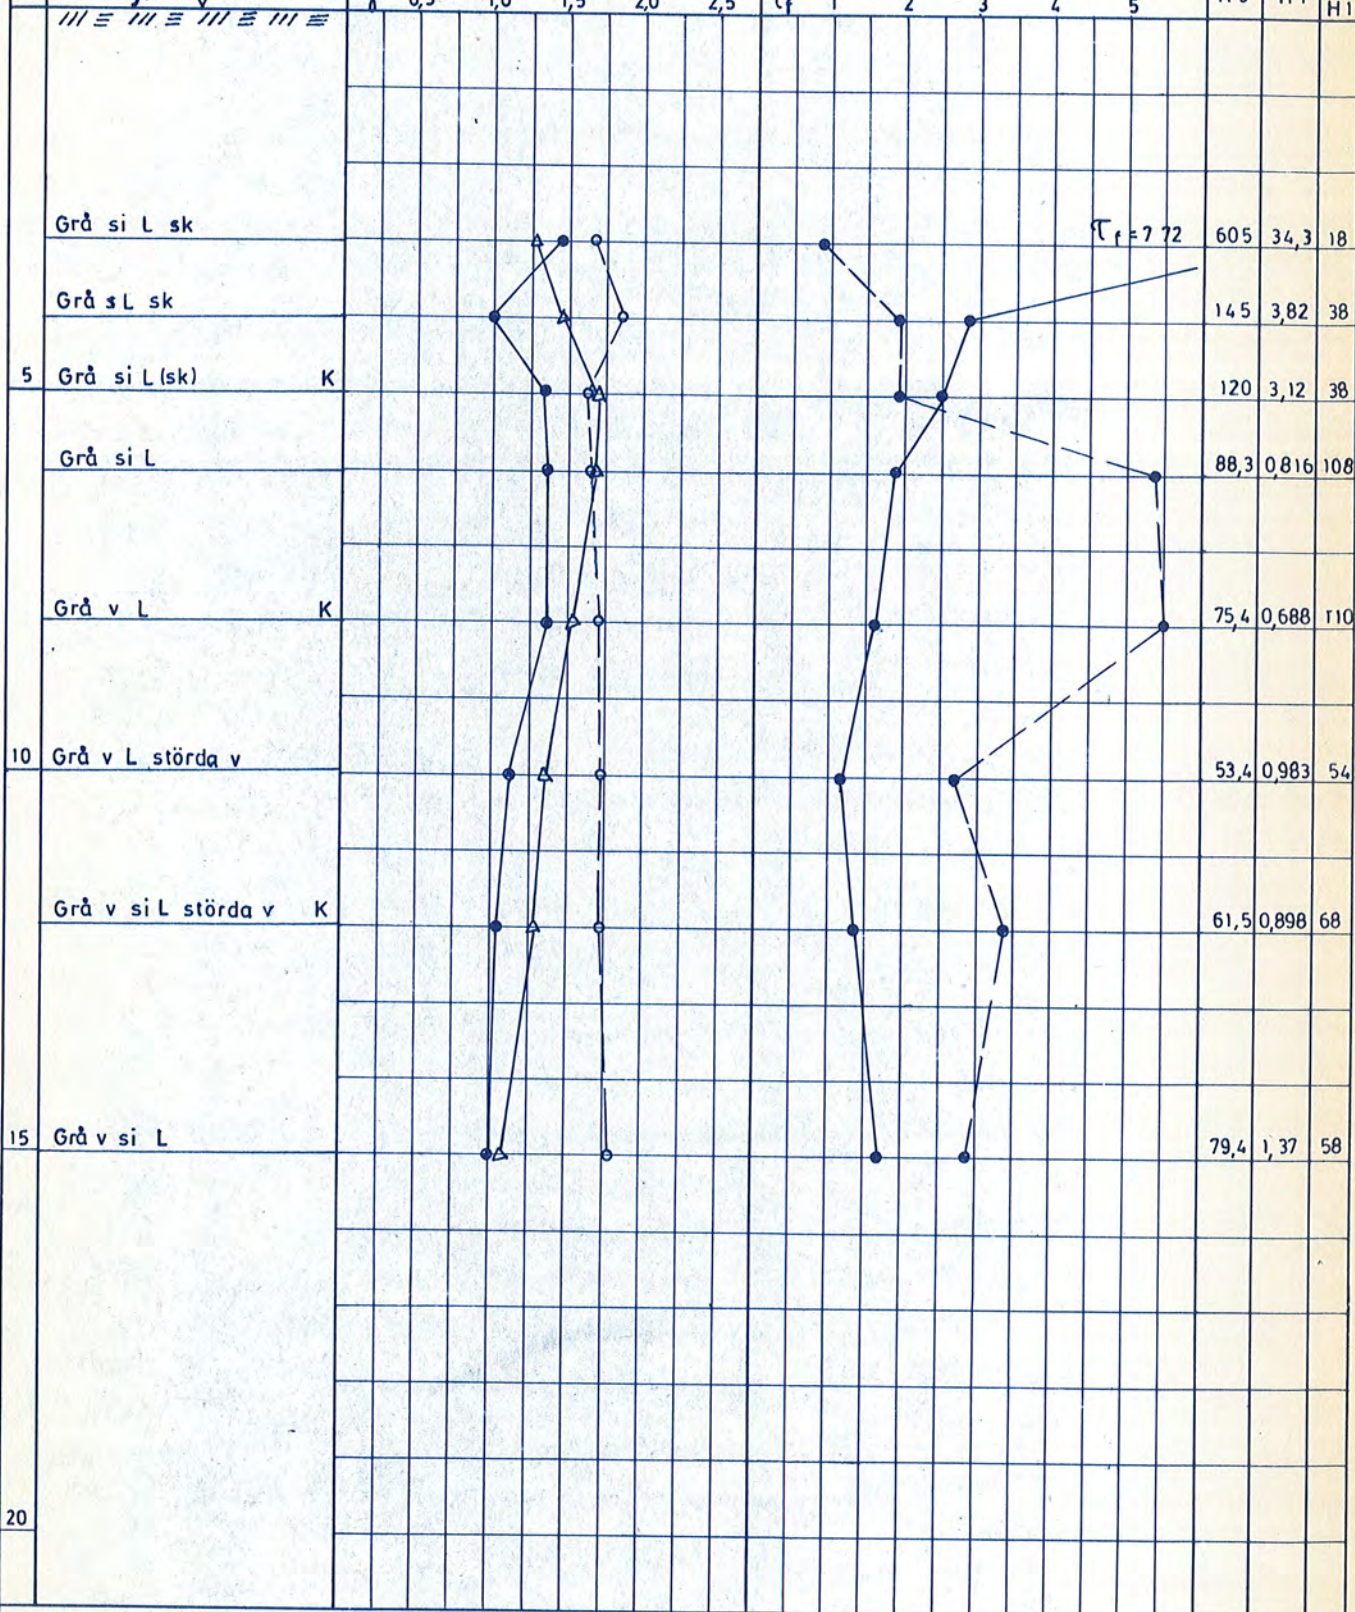 0,5 1,0 1,5 2,0 2,5 τf 1 2 3 4 5
Grå si L sk τf = 7 72 605 34,3 18
Grå sL sk 145 3,82 38
5 Grå si L (sk) K 120 3,12 38
Grå si L 88,3 0,816 108
Grå v L K 75,4 0,688 110
10 Grå v L störda v 53,4 0,983 54
Grå v si L störda v K 61,5 0,898 68
15 Grå v si L 79,4 1,37 58
20